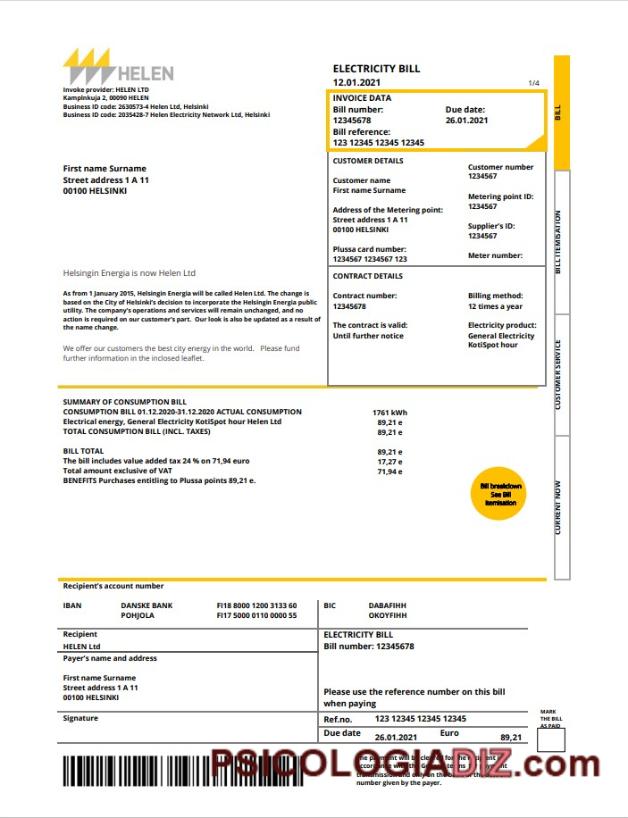 HELEN
Invoke provider: HELEN LTD
Kamplnkuja 2, 00090 HELEN
Business ID code: 2630573-4 Helen Ltd, Helsinki
Business ID code: 2035428-7 Helen Electricity Network Ltd, Helsinki
First name Surname
Street address 1 A 11
00100 HELSINKI
ELECTRICITY BILL
12.01.2021
1/4
INVOICE DATA
Bill number:
12345678
Due date:
26.01.2021
Bill reference:
123 12345 12345 12345
CUSTOMER DETAILS
Customer name
First name Surname
Address of the Metering point:
Street address 1 A 11
00100 HELSINKI
Plussa card number:
1234567 1234567 123
Customer number
1234567
Metering point ID:
1234567
Supplier's ID:
1234567
Meter number:
CONTRACT DETAILS
Contract number:
12345678
The contract is valid:
Until further notice
Billing method:
12 times a year
Electricity product:
General Electricity
KotiSpot hour
BILL
BILL ITEMISATION
CUSTOMER SERVICE
CURRENT NOW
Helsingin Energia is now Helen Ltd
As from 1 January 2015, Helsingin Energia will be called Helen Ltd. The change is
based on the City of Helsinki's decision to incorporate the Helsingin Energia public
utility. The company's operations and services will remain unchanged, and no
action is required on our customer's part. Our look is also be updated as a result of
the name change.
We offer our customers the best city energy in the world. Please fund
further information in the inclosed leaflet.
SUMMARY OF CONSUMPTION BILL
CONSUMPTION BILL 01.12.2020-31.12.2020 ACTUAL CONSUMPTION 1761 kWh
Electrical energy, General Electricity KotiSpot hour Helen Ltd 89,21 e
TOTAL CONSUMPTION BILL (INCL. TAXES) 89,21 e
BILL TOTAL 89,21 e
The bill includes value added tax 24 % on 71,94 euro 17,27 e
Total amount exclusive of VAT 71,94 e
BENEFITS Purchases entitling to Plussa points 89,21 e.
Bill breakdown
See Bill
itemisation
Recipient's account number
IBAN DANSKE BANK FI18 8000 1200 3133 60 BIC DABAFIHH
POHJOLA FI17 5000 0110 0000 55 OKOYFIHH
Recipient
HELEN Ltd
ELECTRICITY BILL
Bill number: 12345678
Payer's name and address
First name Surname
Street address 1 A 11
00100 HELSINKI
Please use the reference number on this bill
when paying
Signature
Ref.no. 123 12345 12345 12345
Due date 26.01.2021 Euro 89,21
MARK
THE BILL
AS PAID
PSICOLOGIADIZ.com
number given by the payer.